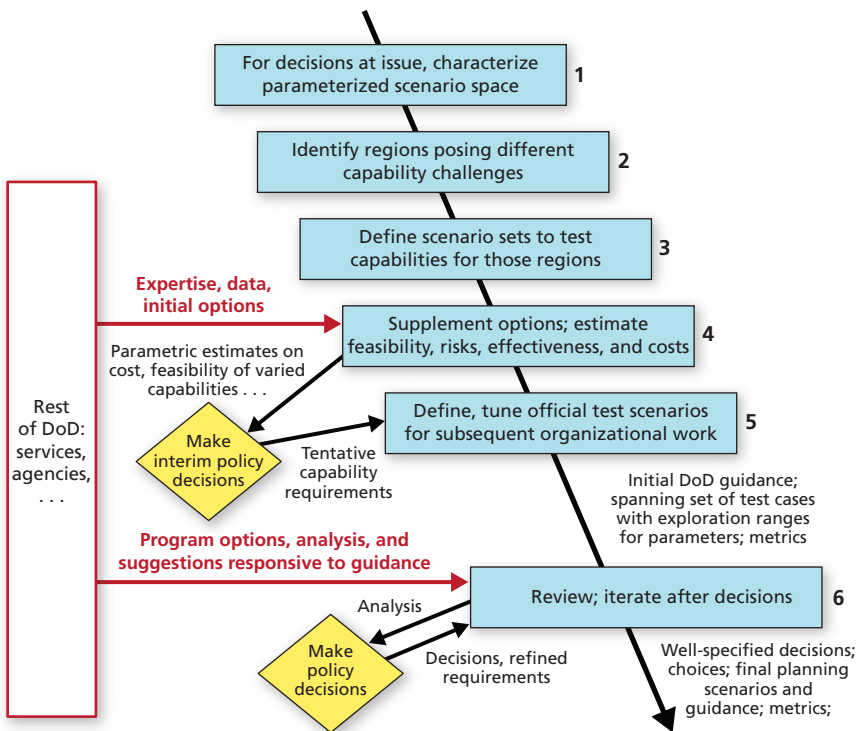 For decisions at issue, characterize
parameterized scenario space
1
Identify regions posing different
capability challenges
2
Define scenario sets to test
capabilities for those regions
3
Expertise, data,
initial options
Supplement options; estimate
feasibility, risks, effectiveness, and costs
4
Parametric estimates on
cost, feasibility of varied
capabilities . . .
Rest
of DoD:
services,
agencies,
. . .
Make
interim policy
decisions
Tentative
capability
requirements
Define, tune official test scenarios
for subsequent organizational work
5
Initial DoD guidance;
spanning set of test cases
with exploration ranges
for parameters; metrics
Program options, analysis, and
suggestions responsive to guidance
Review; iterate after decisions
6
Analysis
Make
policy
decisions
Decisions, refined
requirements
Well-specified decisions;
choices; final planning
scenarios and
guidance; metrics;